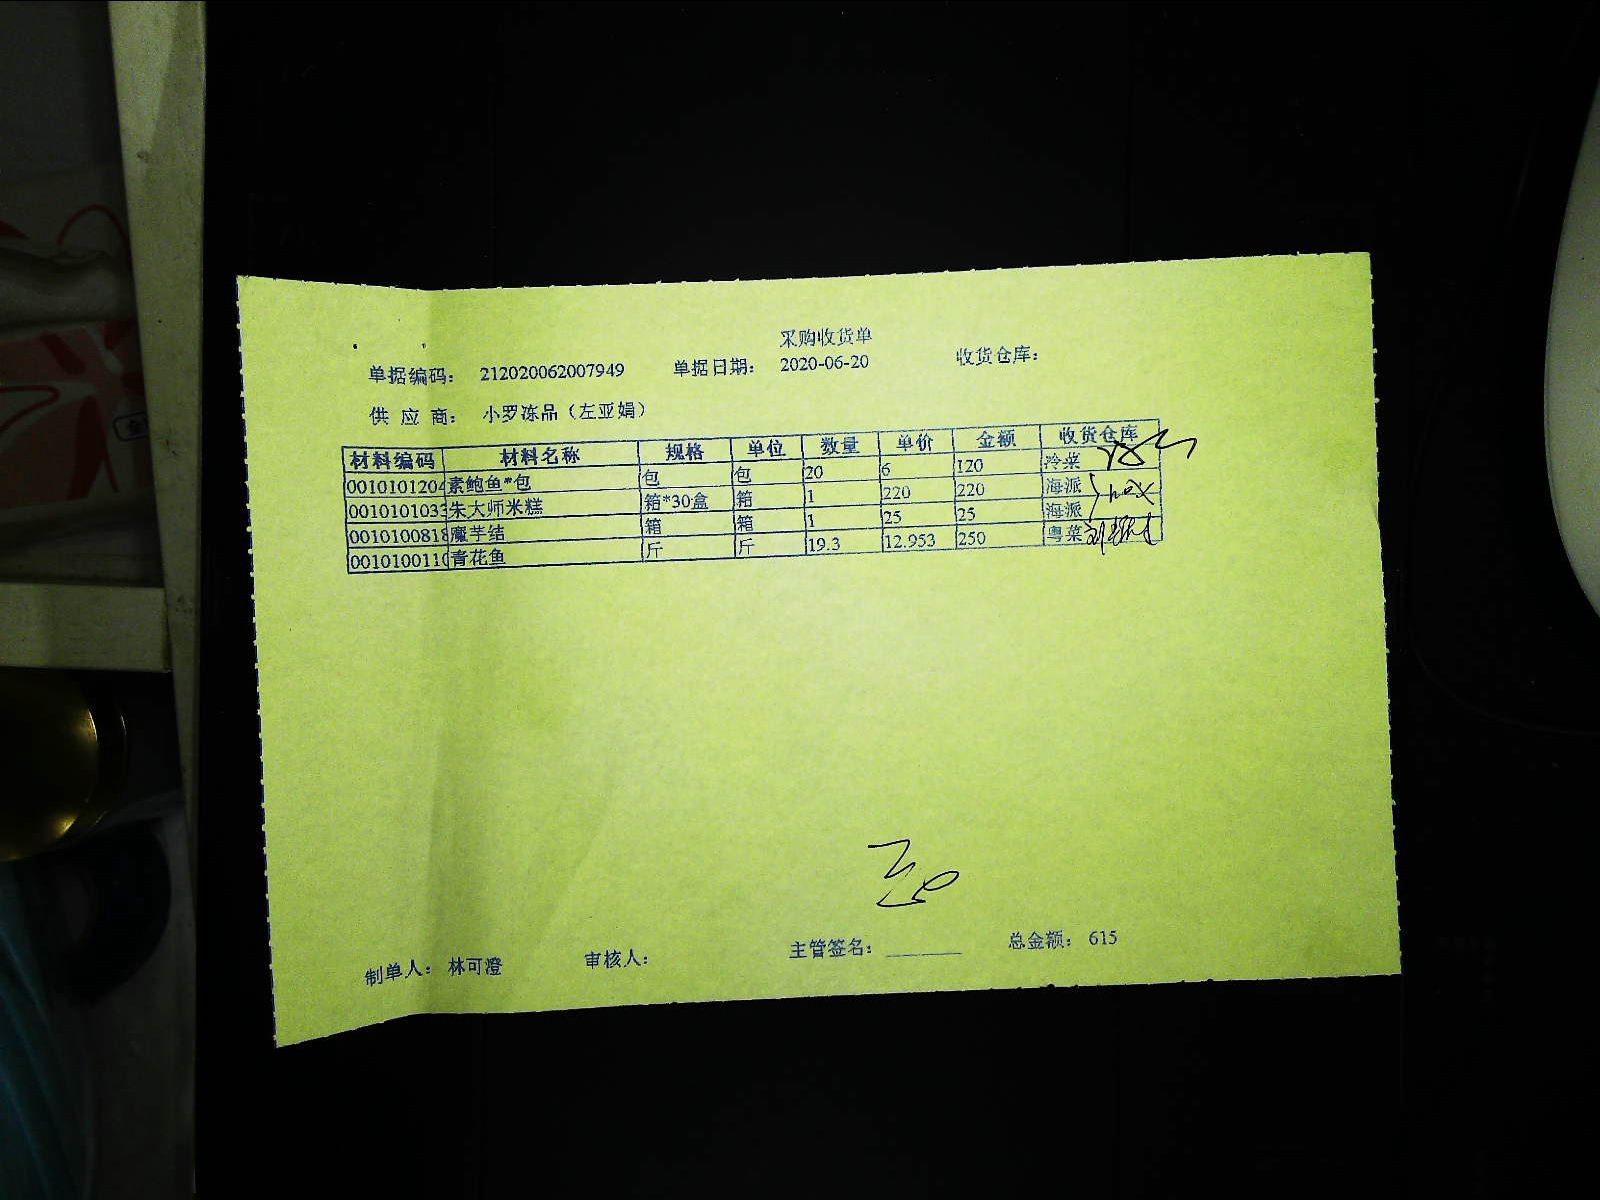 采购收货单
单据编码： 212020062007949 单据日期： 2020-06-20 收货仓库：
供 应 商： 小罗冻品（左亚娟）
材料编码 材料名称 规格 单位 数量 单价 金额 收货仓库
0010101204 素鲍鱼*包 包 包 20 6 120 冷菜
0010101033 朱大师米糕 箱*30盒 箱 1 220 220 海派
0010100818 魔芋结 箱 箱 1 25 25 海派
0010100110 青花鱼 斤 斤 19.3 12.953 250 粤菜
制单人： 林可澄 审核人： 主管签名： 总金额： 615